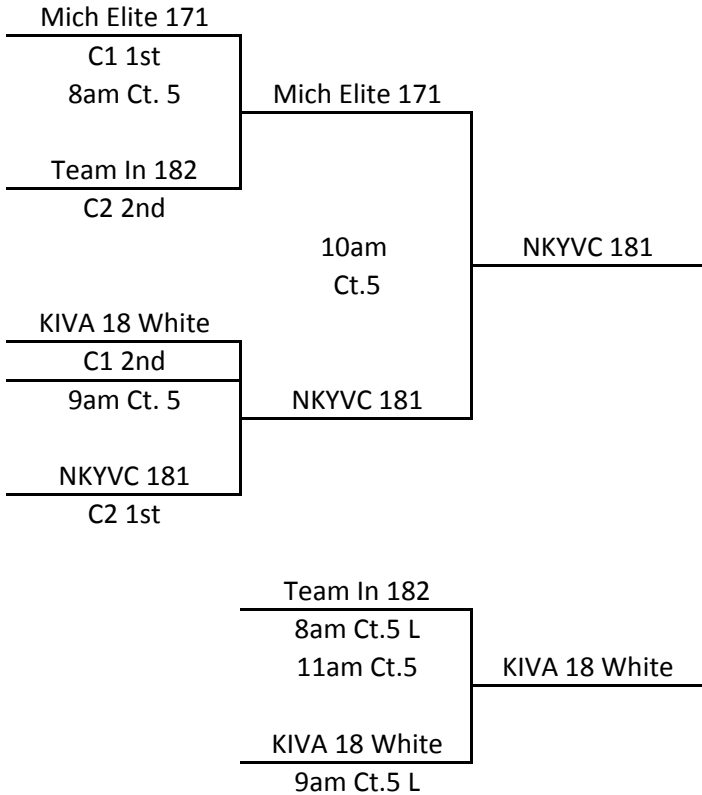 Mich Elite 171
C1 1st
8am Ct. 5
Mich Elite 171
Team In 182
C2 2nd
10am
Ct.5
NKYVC 181
KIVA 18 White
C1 2nd
9am Ct. 5
NKYVC 181
NKYVC 181
C2 1st
Team In 182
8am Ct.5 L
11am Ct.5
KIVA 18 White
KIVA 18 White
9am Ct.5 L